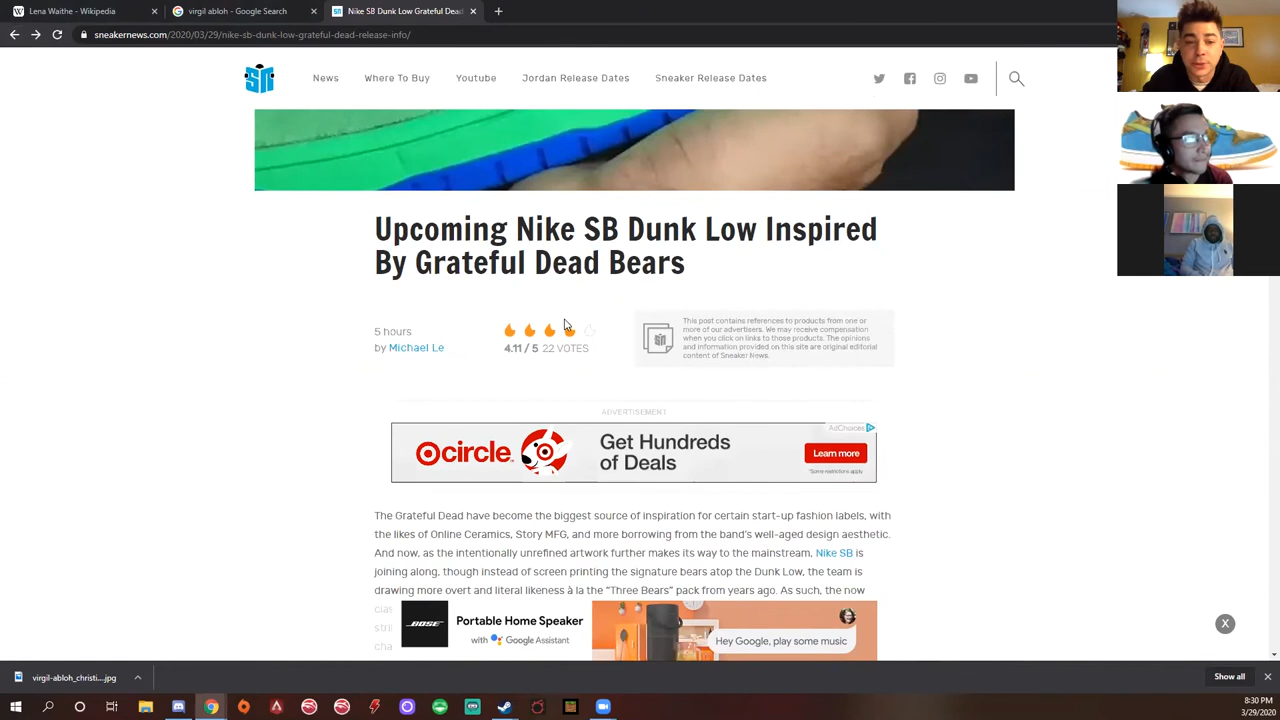 Lena Waithe - Wikipedia
virgil abloh - Google Search
Nike SB Dunk Low Grateful Dead
sneakernews.com/2020/03/29/nike-sb-dunk-low-grateful-dead-release-info/
SN
News
Where To Buy
Youtube
Jordan Release Dates
Sneaker Release Dates
Upcoming Nike SB Dunk Low Inspired
By Grateful Dead Bears
5 hours
by Michael Le
4.11 / 5 22 VOTES
This post contains references to products from one or
more of our advertisers. We may receive compensation
when you click on links to those products. The opinions
and information provided on this site are original editorial
content of Sneaker News.
ADVERTISEMENT
AdChoices
circle™
Get Hundreds
of Deals
Learn more
*Some restrictions apply.
The Grateful Dead have become the biggest source of inspiration for certain start-up fashion labels, with
the likes of Online Ceramics, Story MFG, and more borrowing from the band's well-aged design aesthetic.
And now, as the intentionally unrefined artwork further makes its way to the mainstream, Nike SB is
joining along, though instead of screen printing the signature bears atop the Dunk Low, the team is
drawing more overt and literal likeness à la the "Three Bears" pack from years ago. As such, the now
clas
stri
cha
BOSE
Portable Home Speaker
with Google Assistant
Hey Google, play some music
X
virgil-abloh_christi....jpg
Show all
8:30 PM
3/29/2020